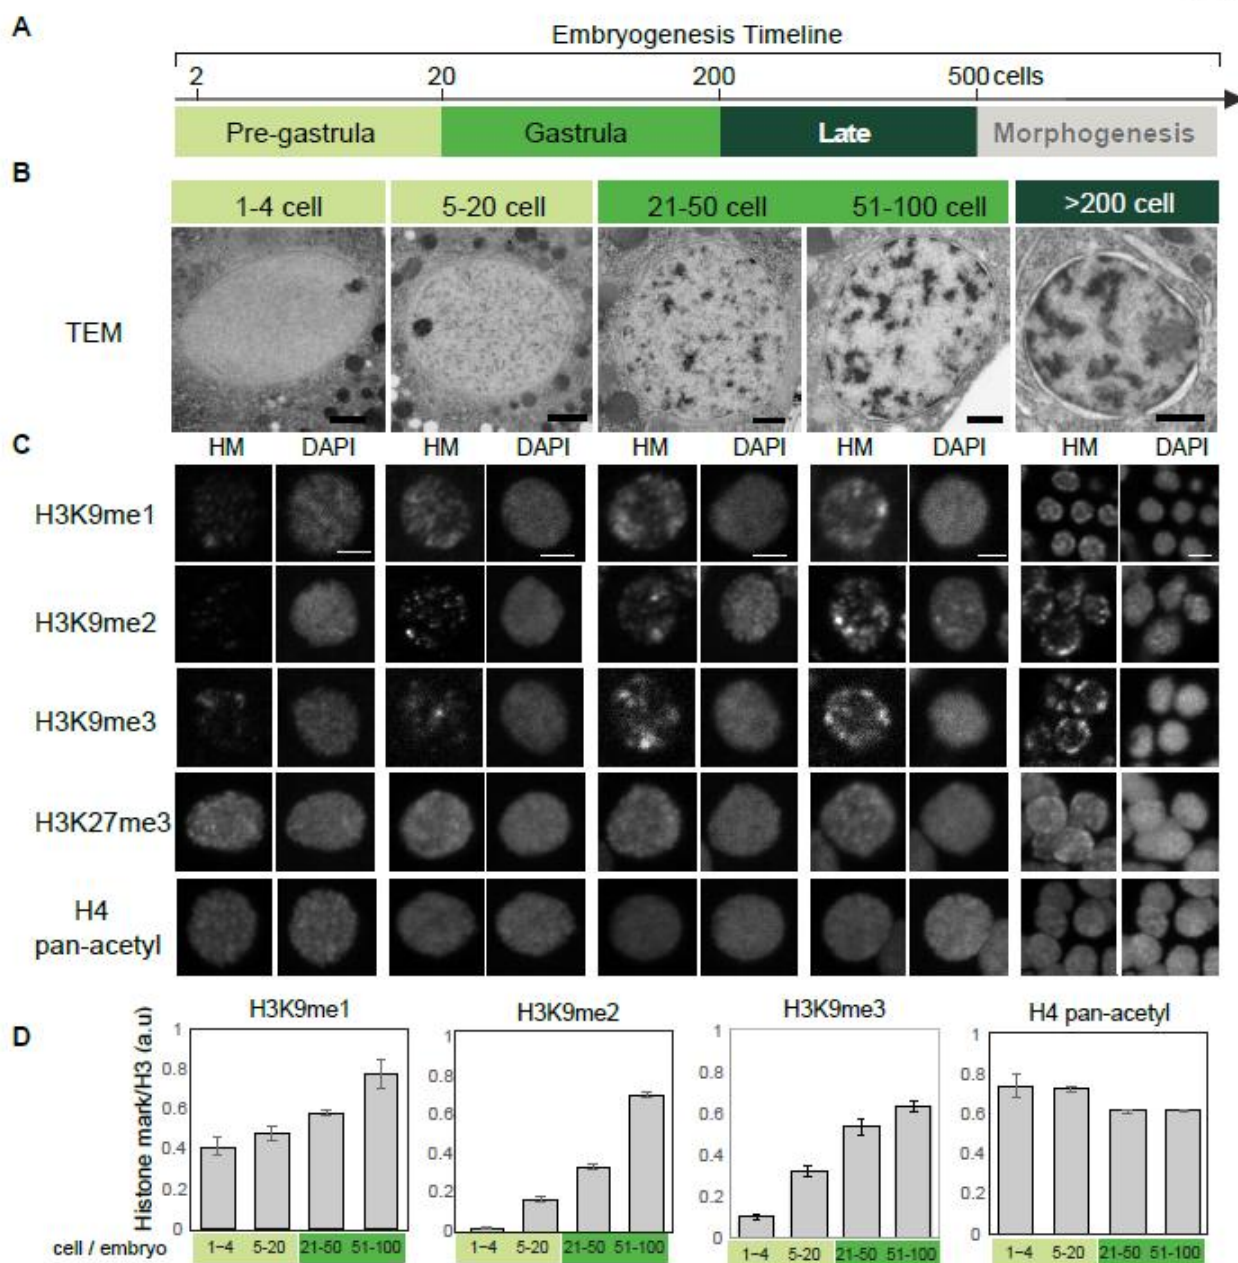 A
Embryogenesis Timeline
2 20 200 500 cells
Pre-gastrula Gastrula Late Morphogenesis
B
1-4 cell 5-20 cell 21-50 cell 51-100 cell >200 cell
TEM
C
HM DAPI HM DAPI HM DAPI HM DAPI HM DAPI
H3K9me1
H3K9me2
H3K9me3
H3K27me3
H4
pan-acetyl
D
H3K9me1 H3K9me2 H3K9me3 H4 pan-acetyl
Histone mark/H3 (a.u)
1 1 1 1
0.8 0.8 0.8 0.8
0.6 0.6 0.6 0.6
0.4 0.4 0.4 0.4
0.2 0.2 0.2 0.2
0 0 0 0
cell / embryo 1–4 5-20 21-50 51-100 1–4 5-20 21-50 51-100 1–4 5-20 21-50 51-100 1–4 5-20 21-50 51-100